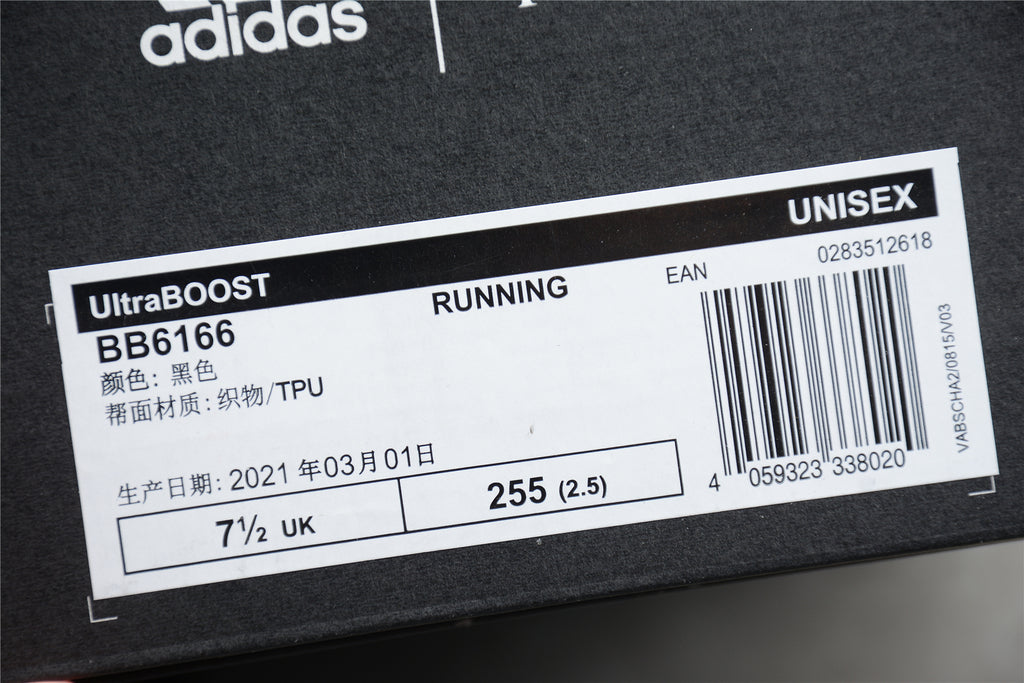 adidas
UNISEX
UltraBOOST
RUNNING
EAN
0283512618
BB6166
颜色: 黑色
帮面材质: 织物/TPU
生产日期: 2021 年03月01日
7½ UK
255 (2.5)
4 059323 338020
VABSCHA2/0815/V03